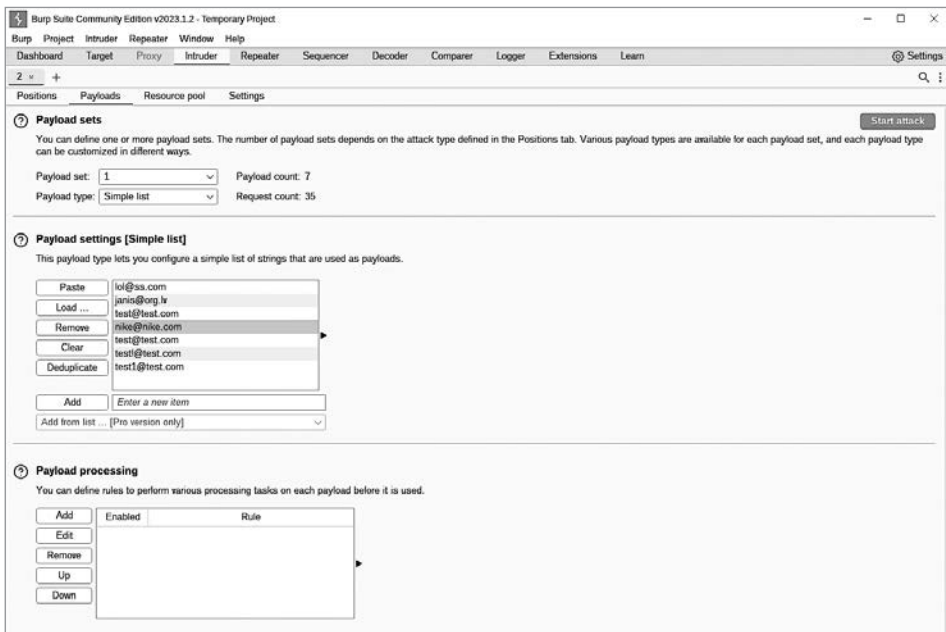 Burp Suite Community Edition v2023.1.2 - Temporary Project
Burp Project Intruder Repeater Window Help
Dashboard Target Proxy Intruder Repeater Sequencer Decoder Comparer Logger Extensions Learn Settings
2 × +
Positions Payloads Resource pool Settings
Payload sets
Start attack
You can define one or more payload sets. The number of payload sets depends on the attack type defined in the Positions tab. Various payload types are available for each payload set, and each payload type
can be customized in different ways.
Payload set: 1 Payload count: 7
Payload type: Simple list Request count: 35
Payload settings [Simple list]
This payload type lets you configure a simple list of strings that are used as payloads.
Paste
Load ...
Remove
Clear
Deduplicate
lol@ss.com
janis@org.lv
test@test.com
nike@nike.com
test@test.com
test!@test.com
test1@test.com
Add Enter a new item
Add from list ... [Pro version only]
Payload processing
You can define rules to perform various processing tasks on each payload before it is used.
Add
Edit
Remove
Up
Down
Enabled Rule